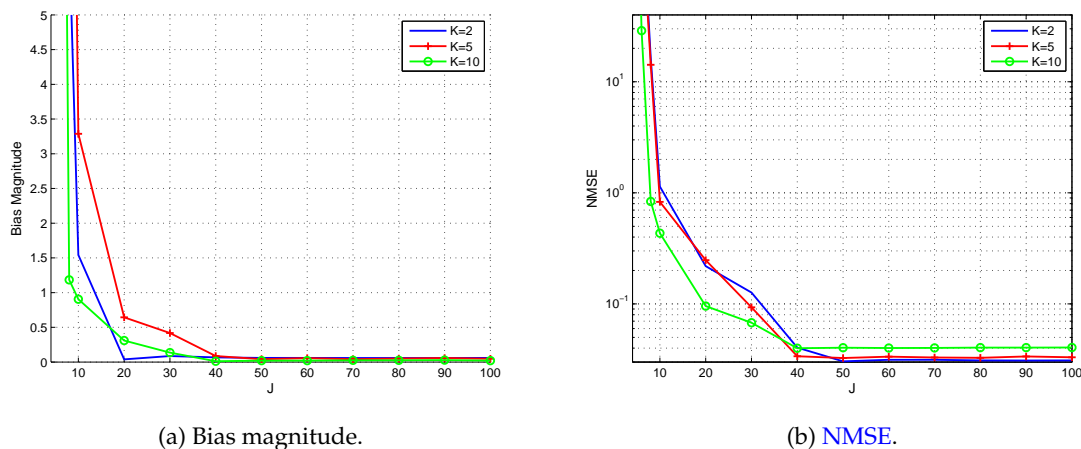 5
4.5
4
3.5
3
2.5
2
1.5
1
0.5
0
10 20 30 40 50 60 70 80 90 100
J
Bias Magnitude
K=2
K=5
K=10
(a) Bias magnitude.
10^1
10^0
10^−1
10 20 30 40 50 60 70 80 90 100
J
NMSE
K=2
K=5
K=10
(b) NMSE.